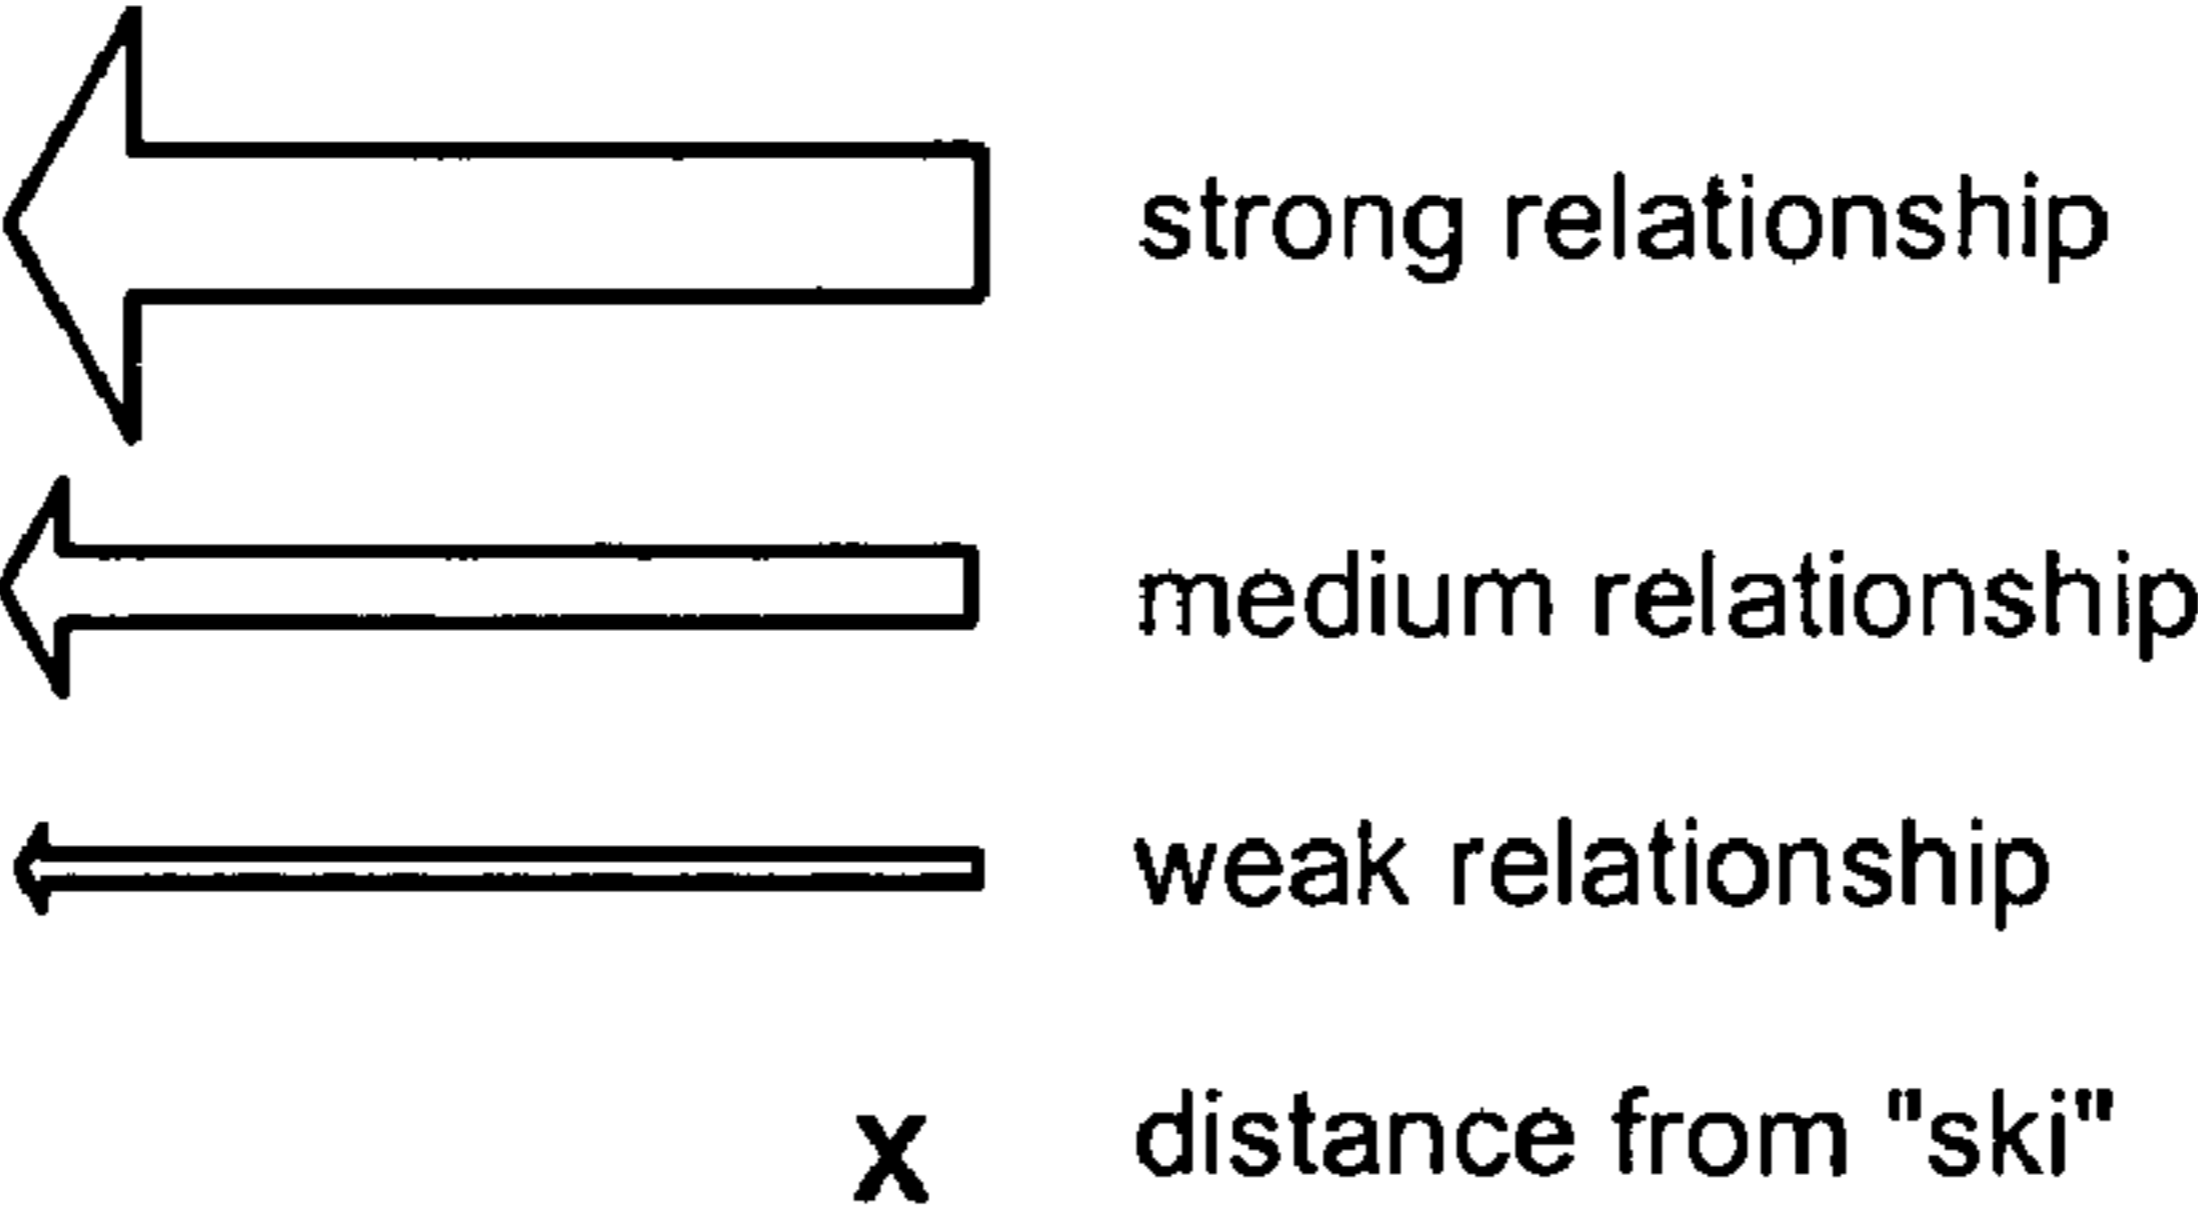 strong relationship
medium relationship
weak relationship
X distance from "ski"